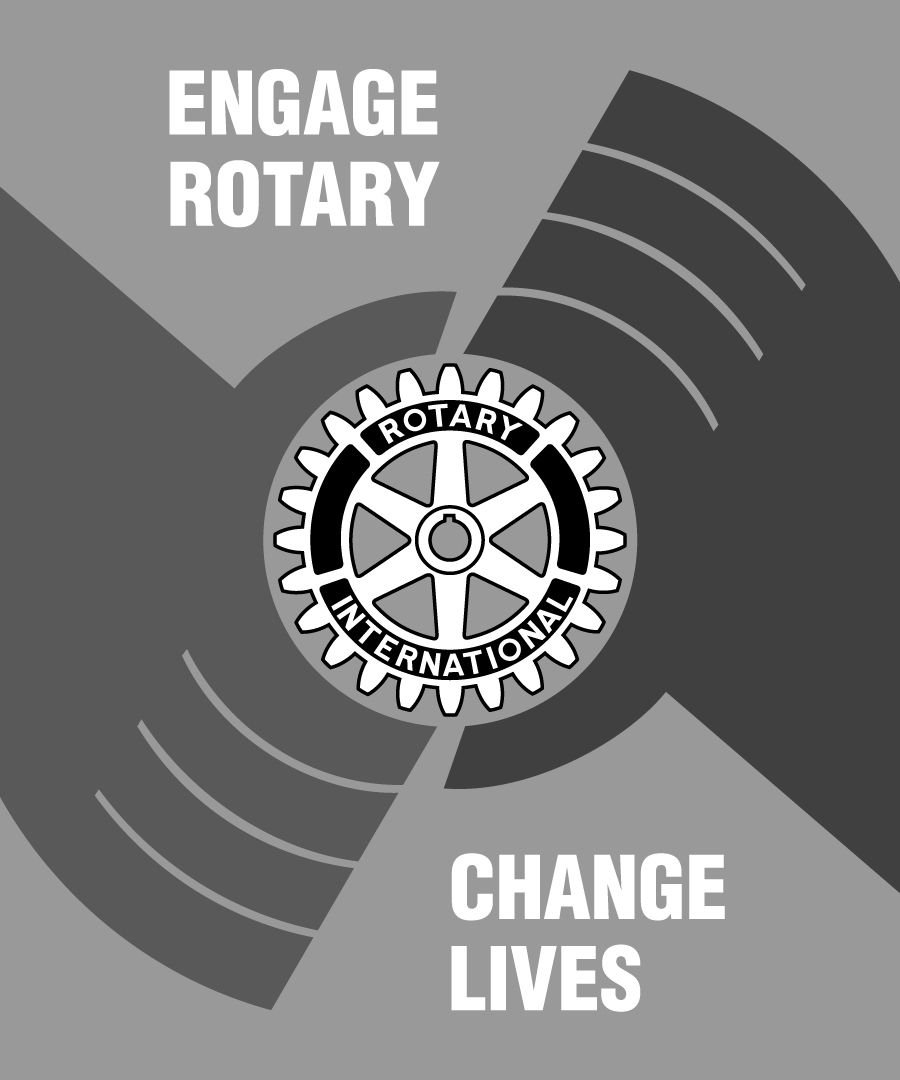 ENGAGE
ROTARY
ROTARY
INTERNATIONAL
CHANGE
LIVES